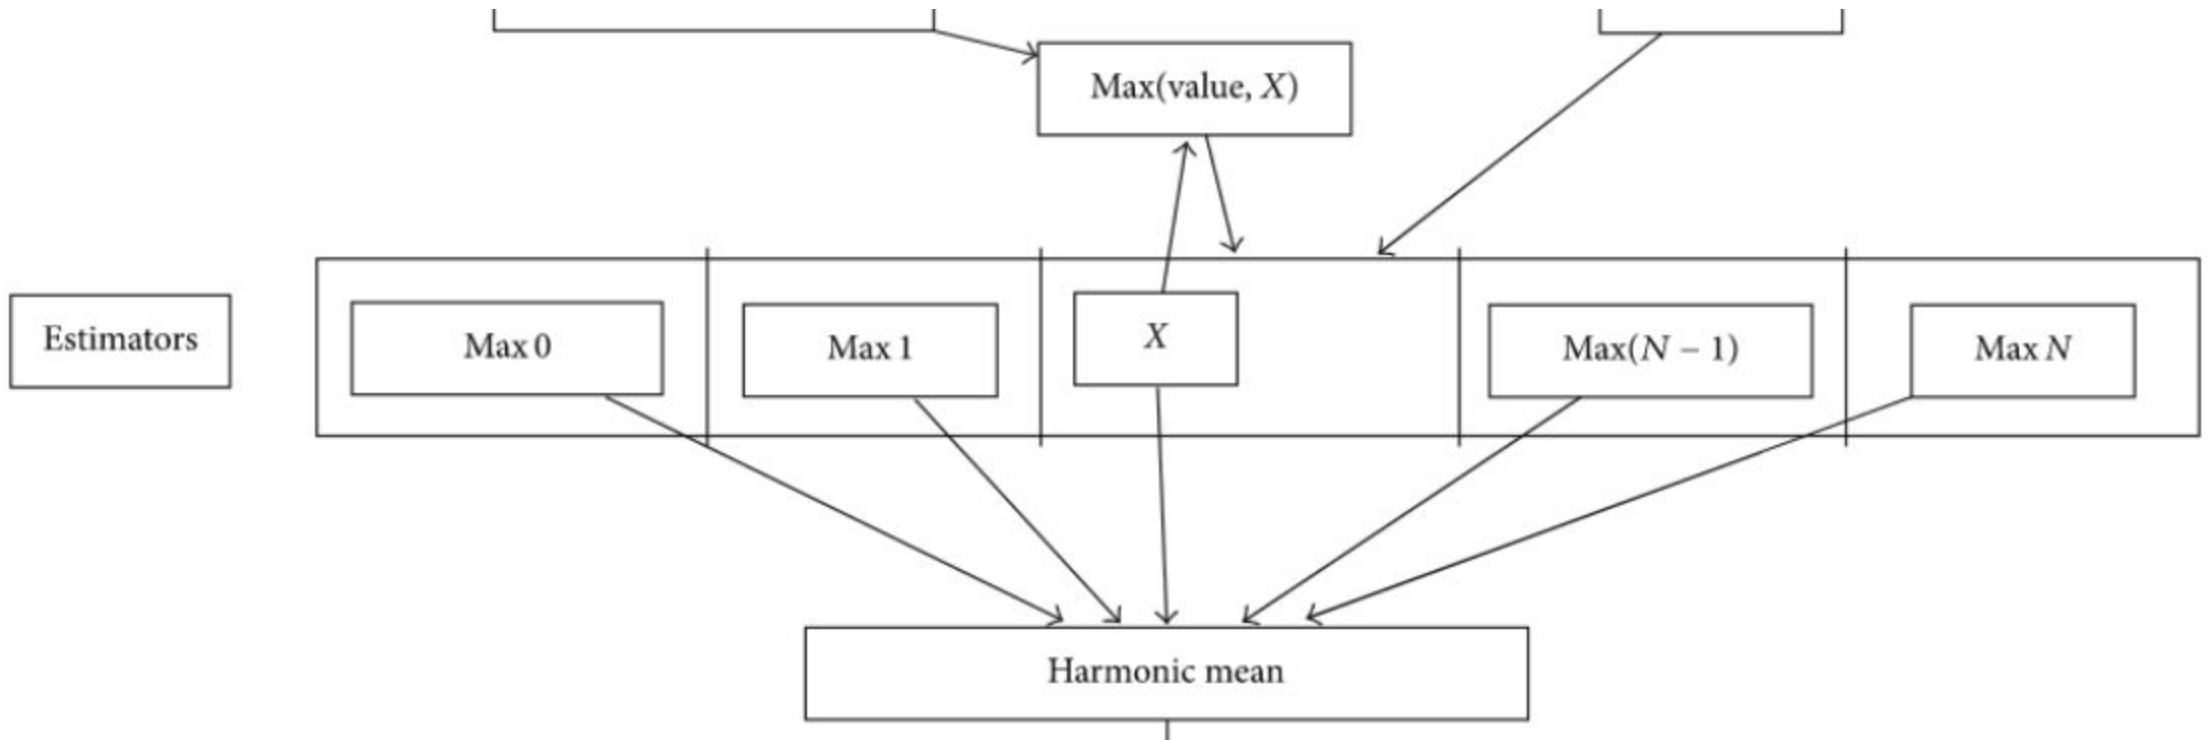 Max(value, X)
Estimators
Max 0
Max 1
X
Max(N − 1)
Max N
Harmonic mean